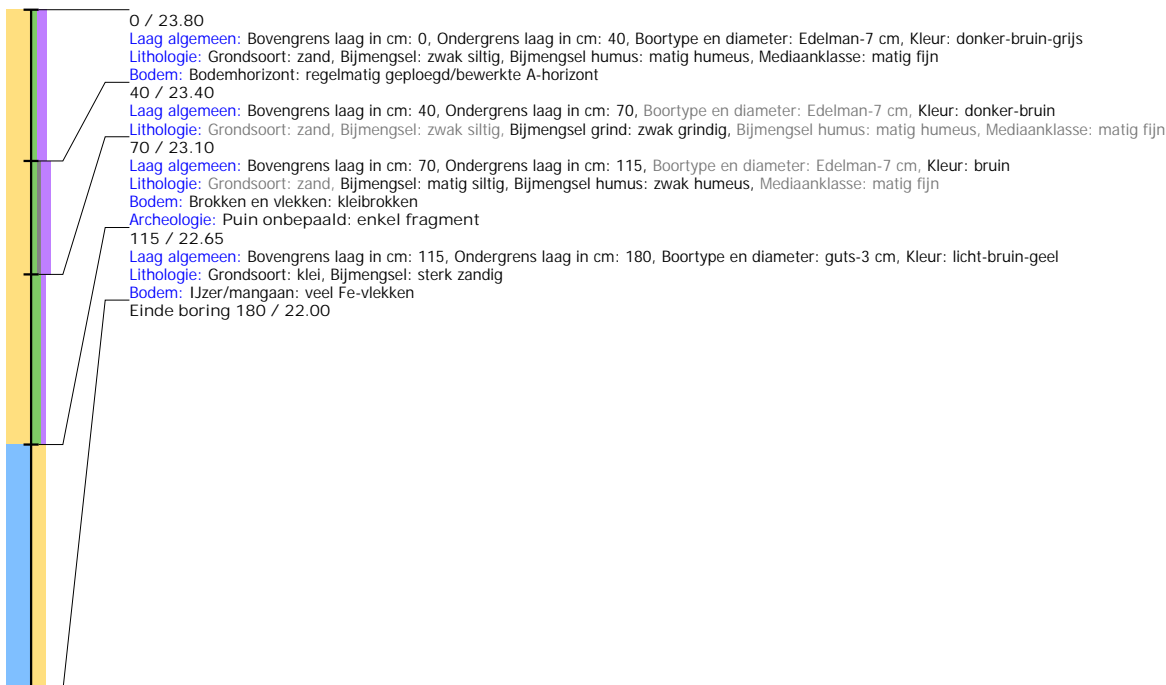 0 / 23.80
Laag algemeen: Bovengrens laag in cm: 0, Ondergrens laag in cm: 40, Boortype en diameter: Edelman-7 cm, Kleur: donker-bruin-grijs
Lithologie: Grondsoort: zand, Bijmengsel: zwak siltig, Bijmengsel humus: matig humeus, Mediaanklasse: matig fijn
Bodem: Bodemhorizont: regelmatig geploegd/bewerkte A-horizont
40 / 23.40
Laag algemeen: Bovengrens laag in cm: 40, Ondergrens laag in cm: 70, Boortype en diameter: Edelman-7 cm, Kleur: donker-bruin
Lithologie: Grondsoort: zand, Bijmengsel: zwak siltig, Bijmengsel grind: zwak grindig, Bijmengsel humus: matig humeus, Mediaanklasse: matig fijn
70 / 23.10
Laag algemeen: Bovengrens laag in cm: 70, Ondergrens laag in cm: 115, Boortype en diameter: Edelman-7 cm, Kleur: bruin
Lithologie: Grondsoort: zand, Bijmengsel: matig siltig, Bijmengsel humus: zwak humeus, Mediaanklasse: matig fijn
Bodem: Brokken en vlekken: kleibrokken
Archeologie: Puin onbepaald: enkel fragment
115 / 22.65
Laag algemeen: Bovengrens laag in cm: 115, Ondergrens laag in cm: 180, Boortype en diameter: guts-3 cm, Kleur: licht-bruin-geel
Lithologie: Grondsoort: klei, Bijmengsel: sterk zandig
Bodem: IJzer/mangaan: veel Fe-vlekken
Einde boring 180 / 22.00